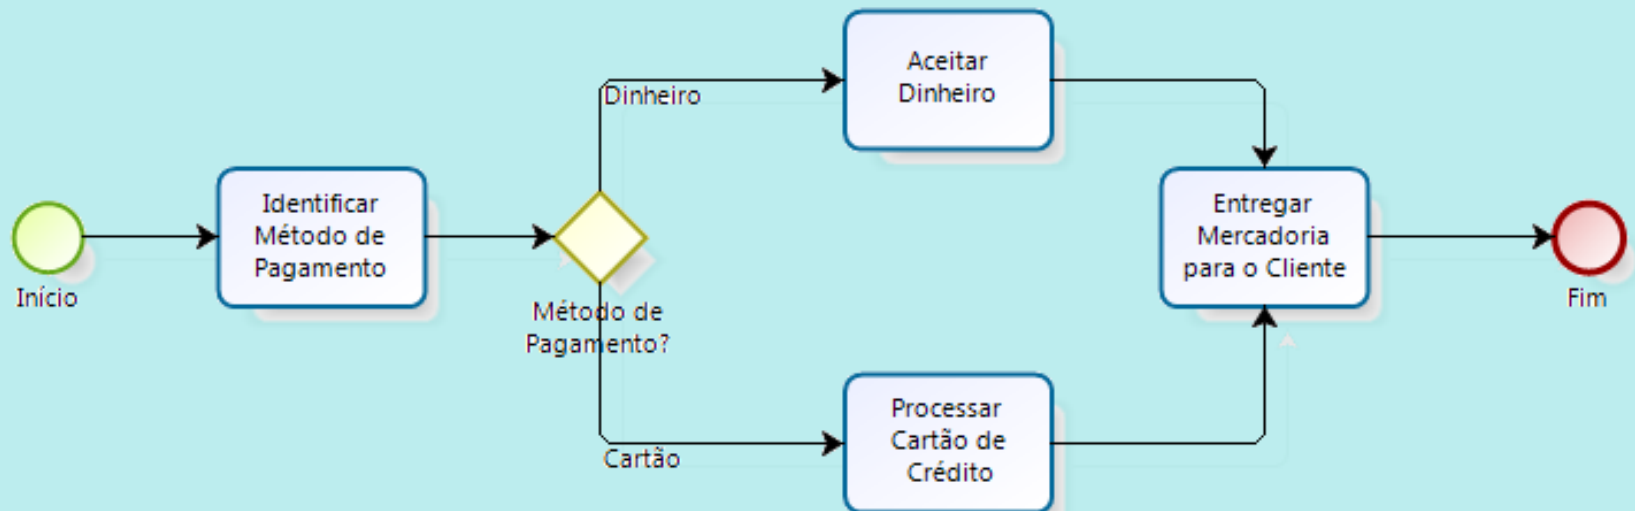 Início
Identificar
Método de
Pagamento
Método de
Pagamento?
Dinheiro
Aceitar
Dinheiro
Cartão
Processar
Cartão de
Crédito
Entregar
Mercadoria
para o Cliente
Fim